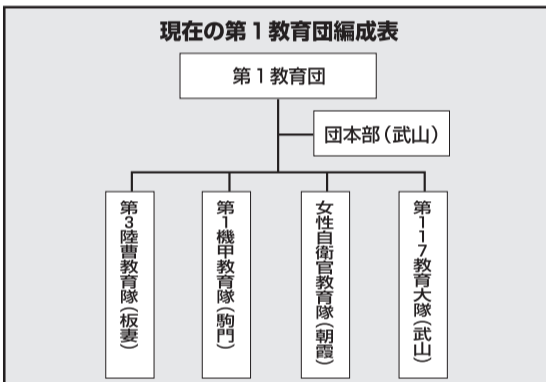 現在の第1教育団編成表
第1教育団
団本部(武山)
第3陸曹教育隊(板妻)
第1機甲教育隊(駒門)
女性自衛官教育隊(朝霞)
第117教育大隊(武山)